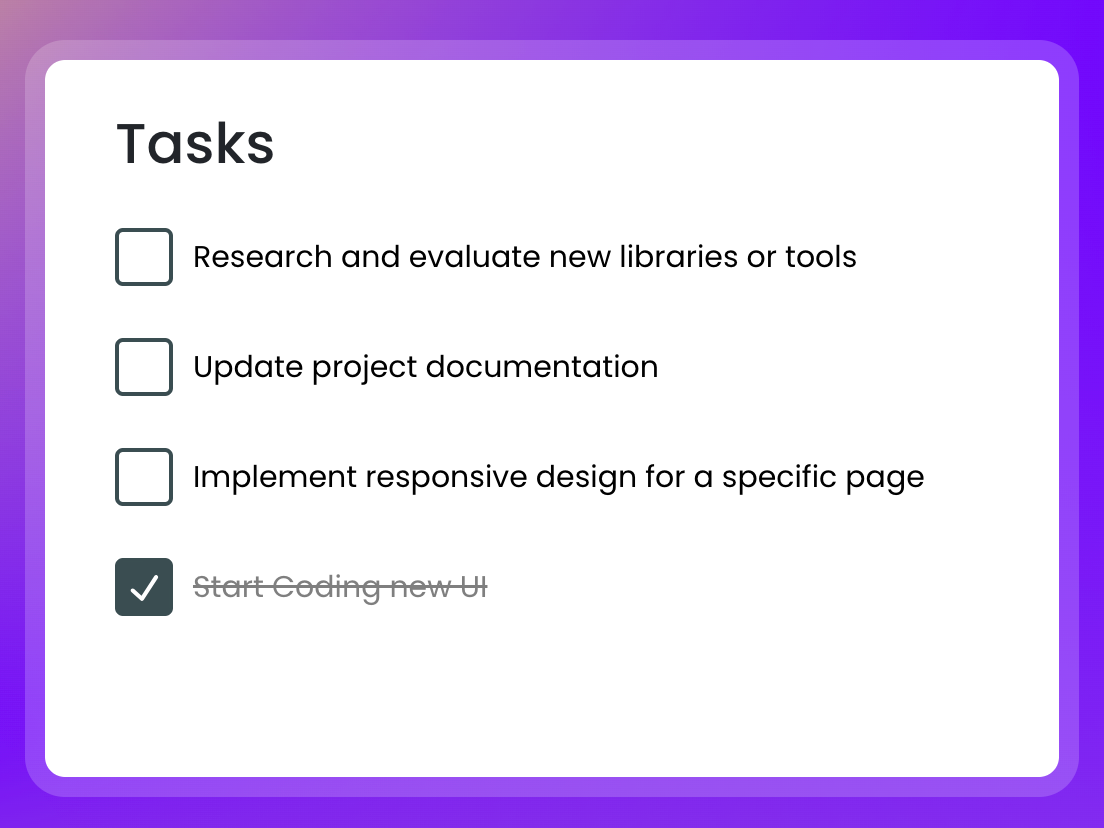 Tasks
Research and evaluate new libraries or tools
Update project documentation
Implement responsive design for a specific page
Start Coding new UI